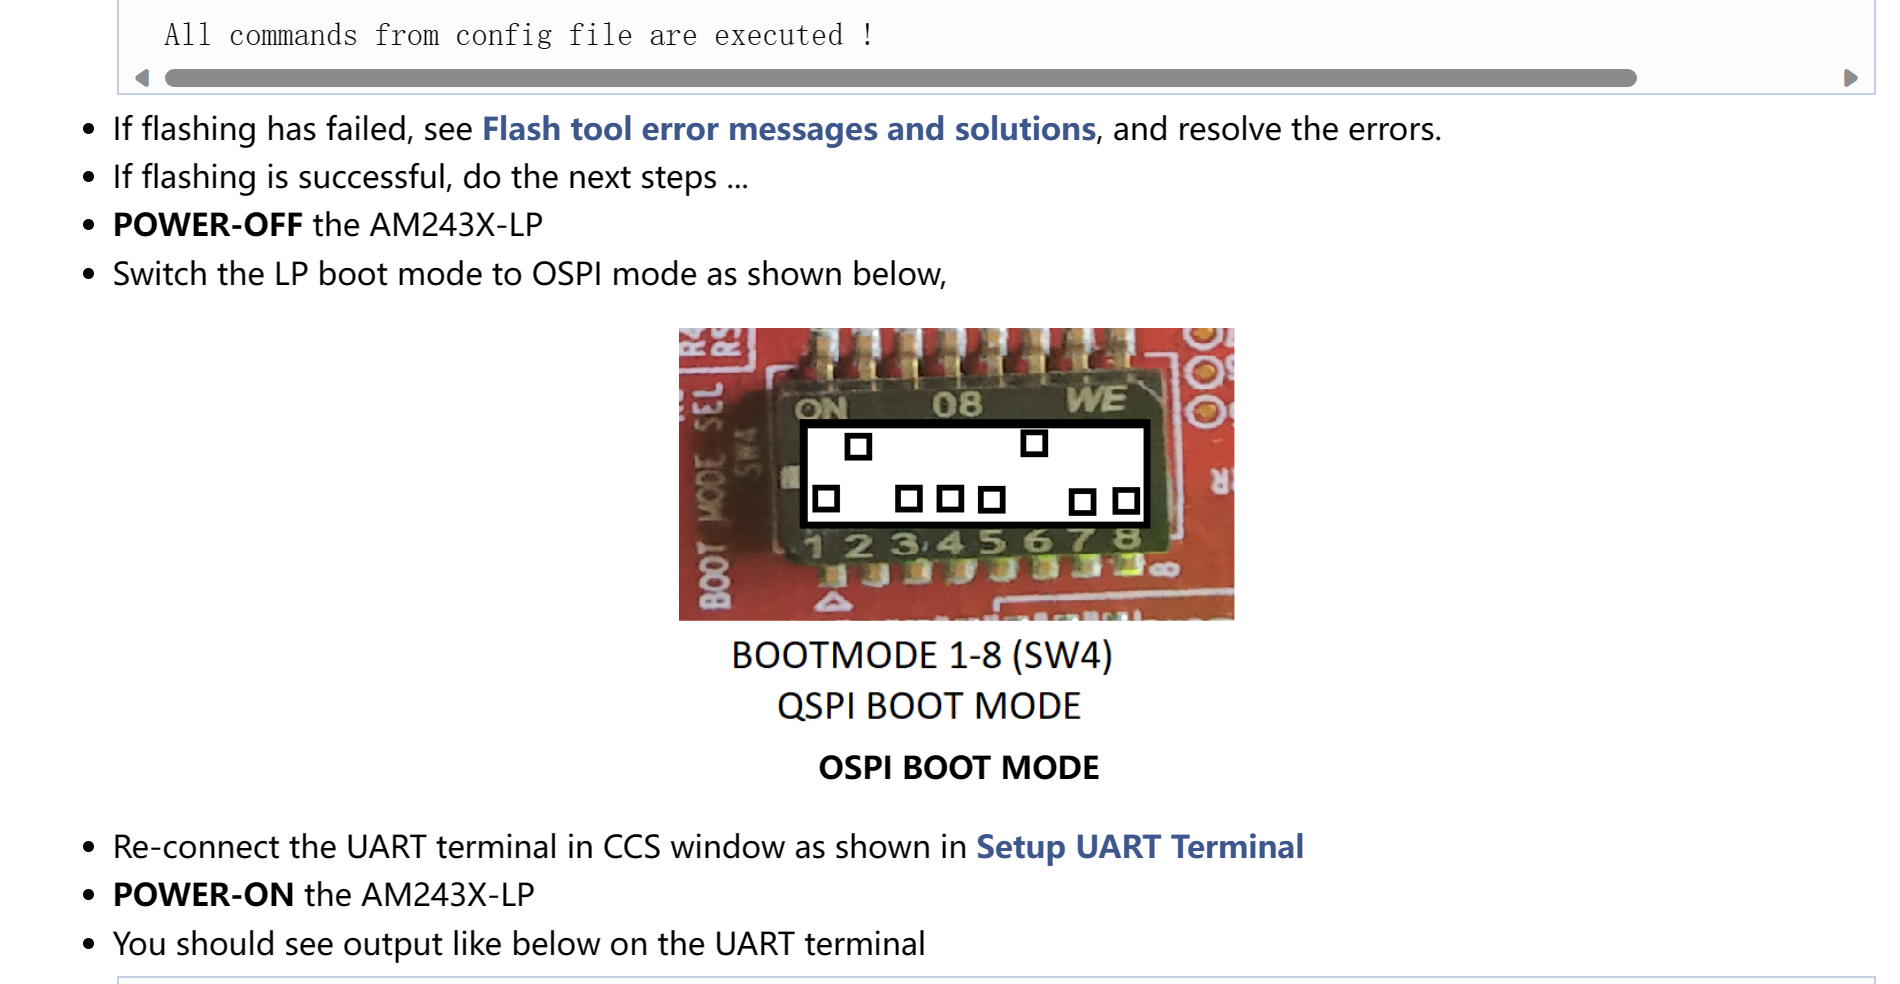 All commands from config file are executed !
• If flashing has failed, see Flash tool error messages and solutions, and resolve the errors.
• If flashing is successful, do the next steps ...
• POWER-OFF the AM243X-LP
• Switch the LP boot mode to OSPI mode as shown below,
BOOT MODE SEL
SW4
ON 08 WE
1 2 3 4 5 6 7 8
8
BOOTMODE 1-8 (SW4)
QSPI BOOT MODE
OSPI BOOT MODE
• Re-connect the UART terminal in CCS window as shown in Setup UART Terminal
• POWER-ON the AM243X-LP
• You should see output like below on the UART terminal